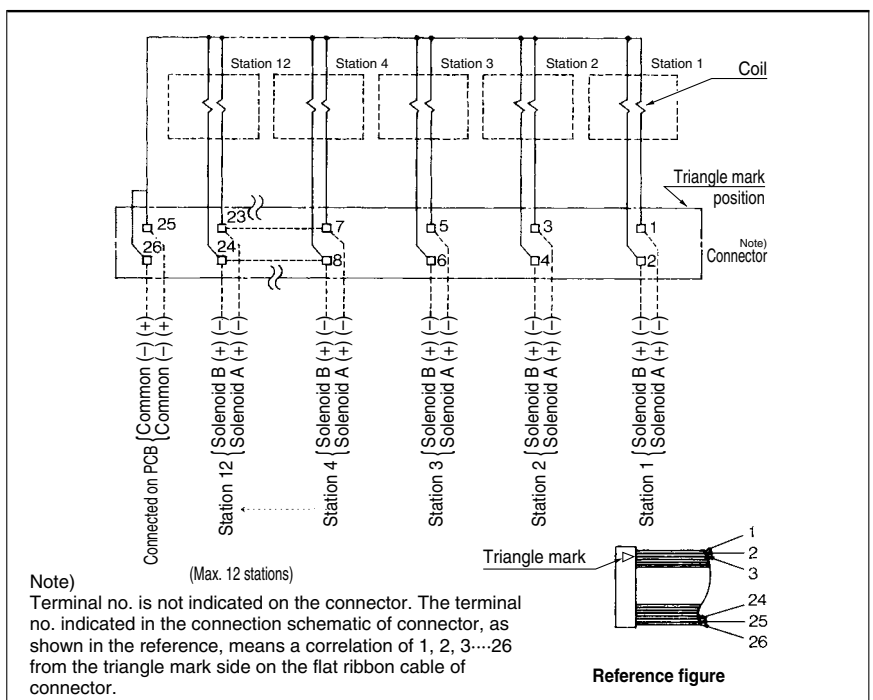 Station 12 Station 4 Station 3 Station 2 Station 1
Coil
Triangle mark
position
25 23 7 5 3 1
Note)
26 24 8 6 4 2 Connector
Connected on PCB
Common (−) (+)
Common (−) (+)
Station 12
Solenoid B (+) (−)
Solenoid A (+) (−)
Station 4
Solenoid B (+) (−)
Solenoid A (+) (−)
Station 3
Solenoid B (+) (−)
Solenoid A (+) (−)
Station 2
Solenoid B (+) (−)
Solenoid A (+) (−)
Station 1
Solenoid B (+) (−)
Solenoid A (+) (−)
(Max. 12 stations)
Triangle mark
1
2
3
24
25
26
Reference figure
Note)
Terminal no. is not indicated on the connector. The terminal
no. indicated in the connection schematic of connector, as
shown in the reference, means a correlation of 1, 2, 3····26
from the triangle mark side on the flat ribbon cable of
connector.